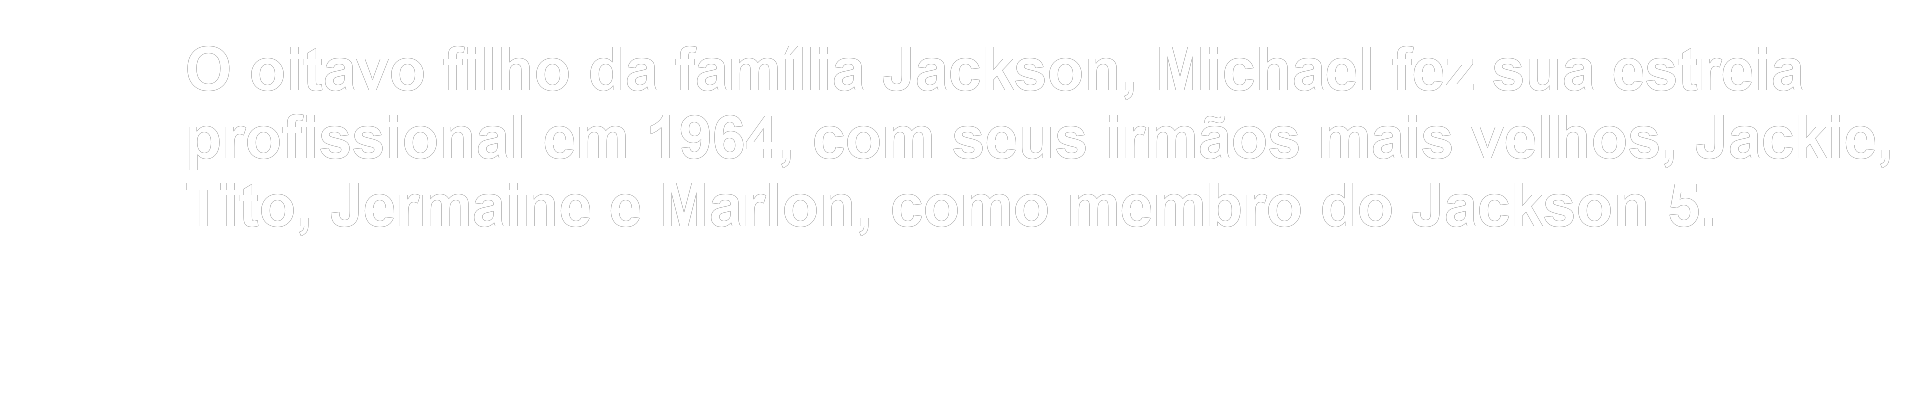 O oitavo filho da família Jackson, Michael fez sua estreia
profissional em 1964, com seus irmãos mais velhos, Jackie,
Tito, Jermaine e Marlon, como membro do Jackson 5.